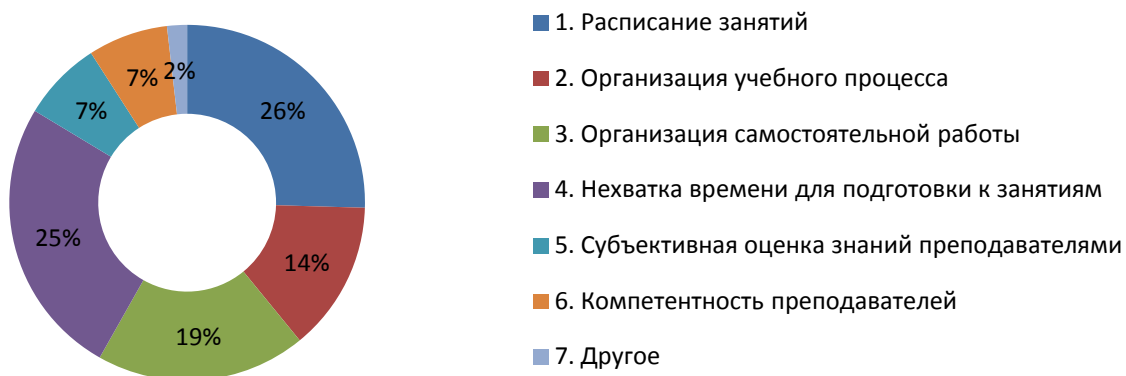 26%
14%
19%
25%
7%
7%
2%
1. Расписание занятий
2. Организация учебного процесса
3. Организация самостоятельной работы
4. Нехватка времени для подготовки к занятиям
5. Субъективная оценка знаний преподавателями
6. Компетентность преподавателей
7. Другое